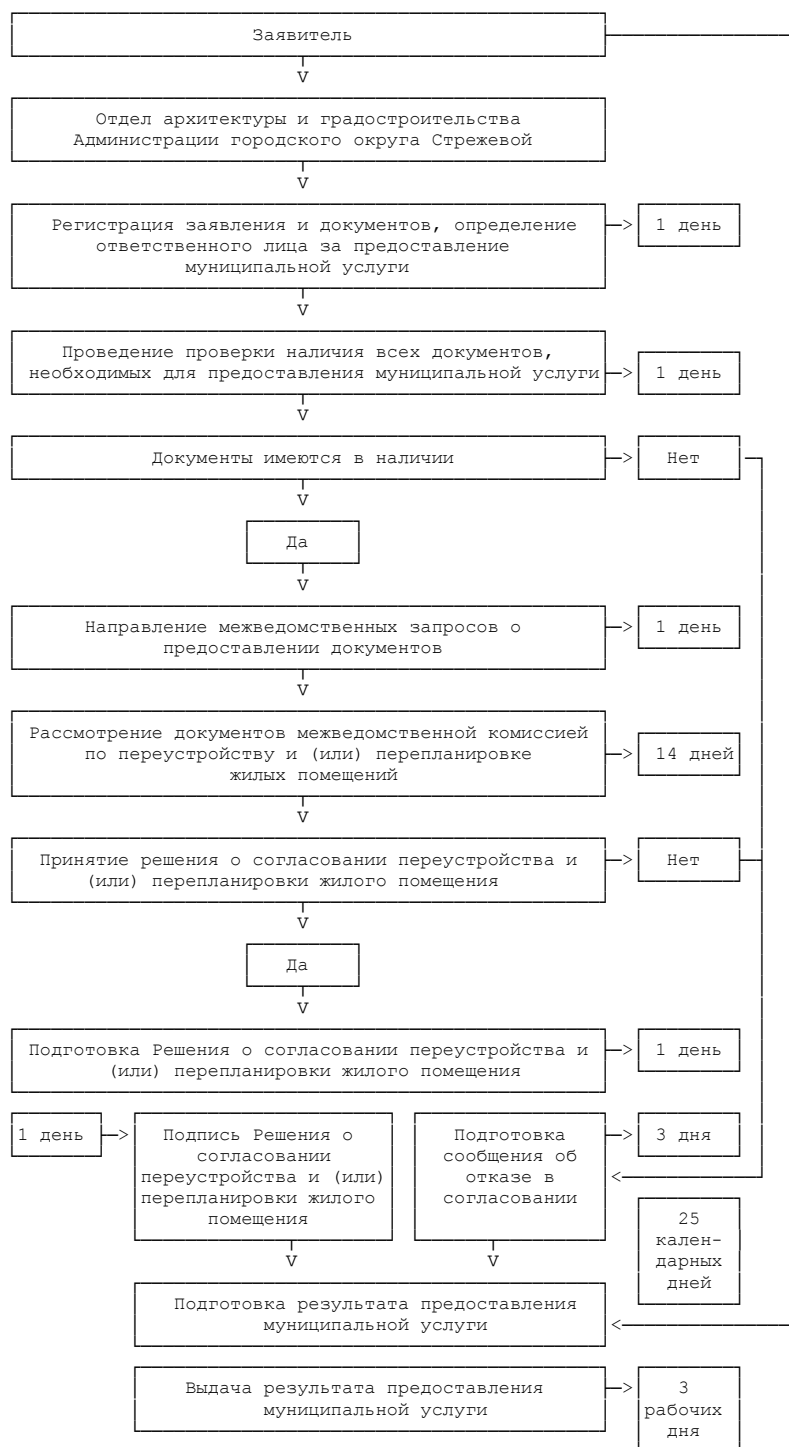 Заявитель
V
Отдел архитектуры и градостроительства
Администрации городского округа Стрежевой
V
Регистрация заявления и документов, определение
ответственного лица за предоставление
муниципальной услуги
> 1 день
V
Проведение проверки наличия всех документов,
необходимых для предоставления муниципальной услуги
> 1 день
V
Документы имеются в наличии
> Нет
V
Да
V
Направление межведомственных запросов о
предоставлении документов
> 1 день
V
Рассмотрение документов межведомственной комиссией
по переустройству и (или) перепланировке
жилых помещений
> 14 дней
V
Принятие решения о согласовании переустройства и
(или) перепланировки жилого помещения
> Нет
V
Да
V
Подготовка Решения о согласовании переустройства и
(или) перепланировки жилого помещения
> 1 день
1 день >
Подпись Решения о
согласовании
переустройства и (или)
перепланировки жилого
помещения
Подготовка
сообщения об
отказе в
согласовании
> 3 дня
<
25
кален-
дарных
дней
V V
Подготовка результата предоставления
муниципальной услуги
<
Выдача результата предоставления
муниципальной услуги
> 3
рабочих
дня